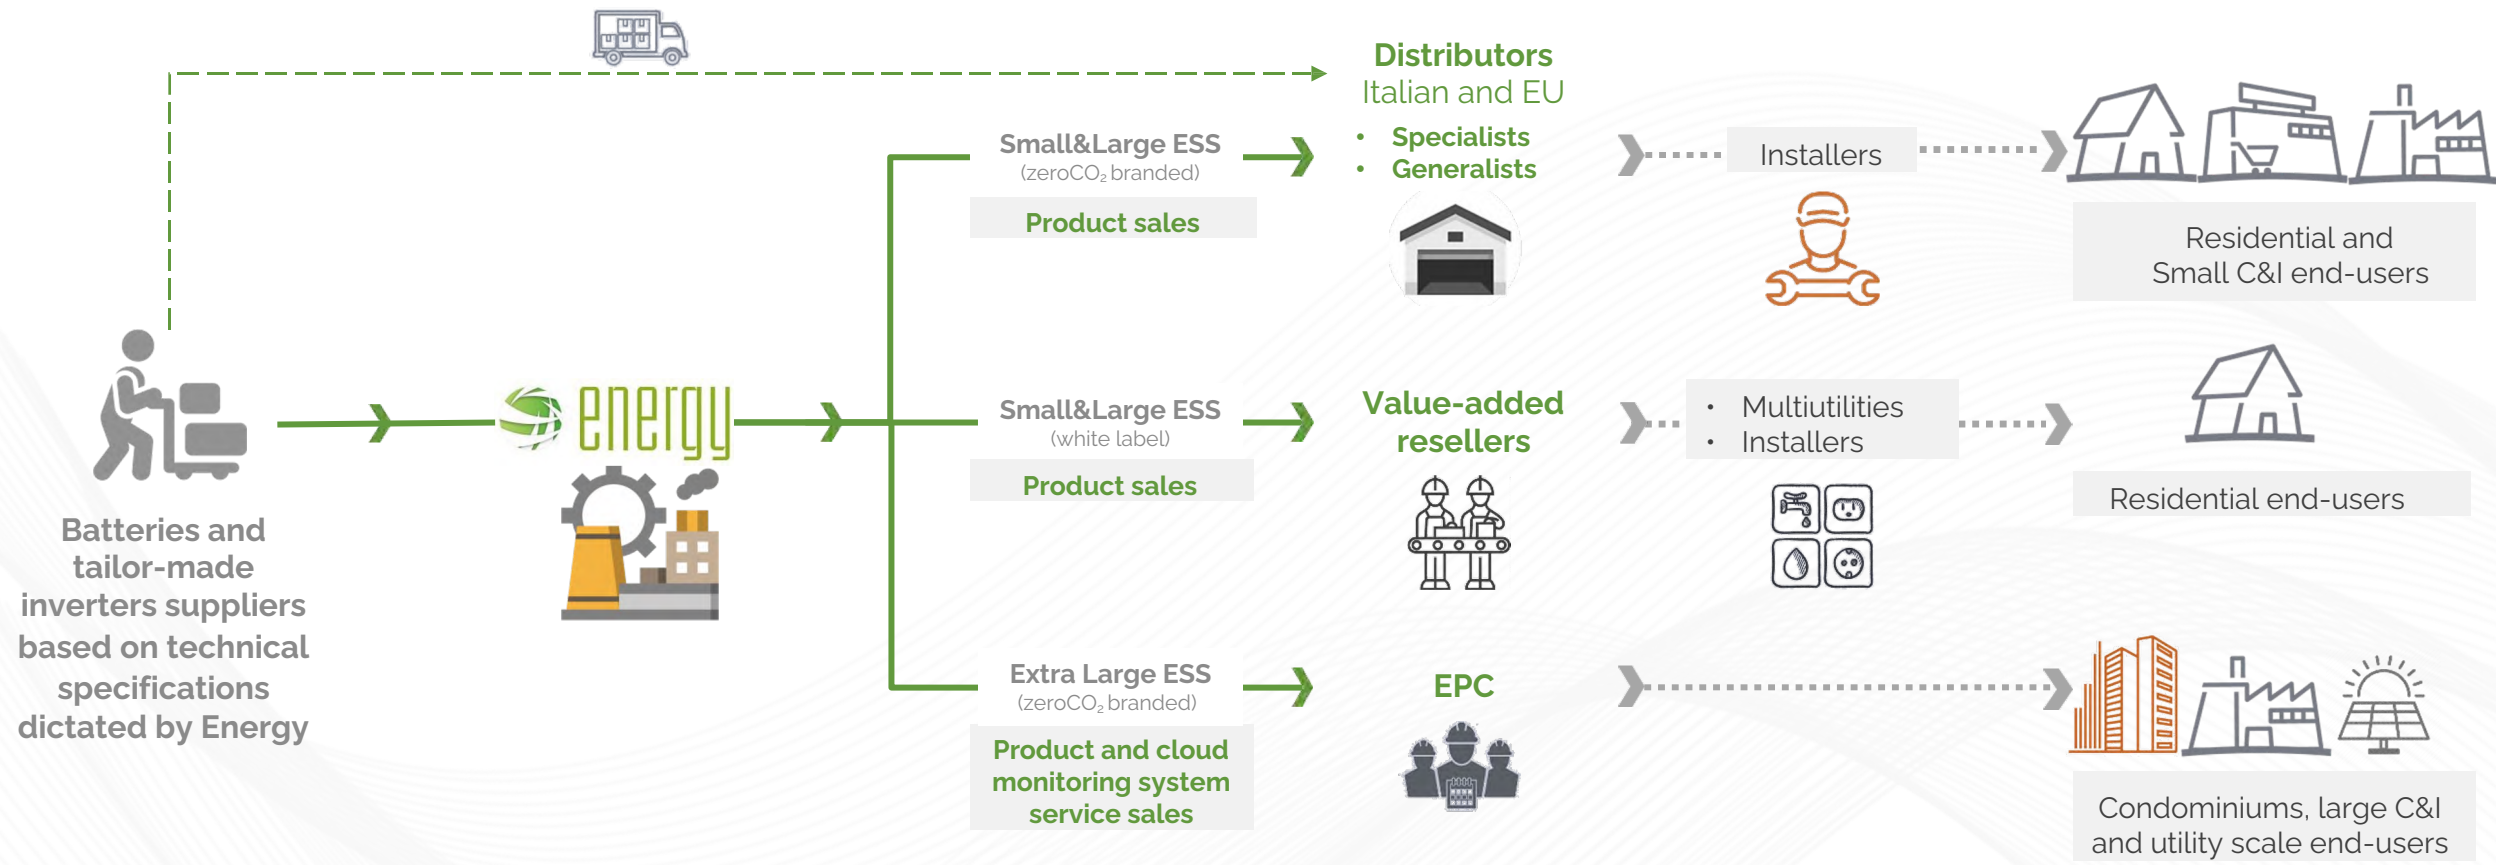 Distributors
Italian and EU
• Specialists
• Generalists
Small&Large ESS
(zeroCO₂ branded)
Product sales
Installers
Residential and
Small C&I end-users
energy
Small&Large ESS
(white label)
Product sales
Value-added
resellers
• Multiutilities
• Installers
Residential end-users
Batteries and
tailor-made
inverters suppliers
based on technical
specifications
dictated by Energy
Extra Large ESS
(zeroCO₂ branded)
Product and cloud
monitoring system
service sales
EPC
Condominiums, large C&I
and utility scale end-users